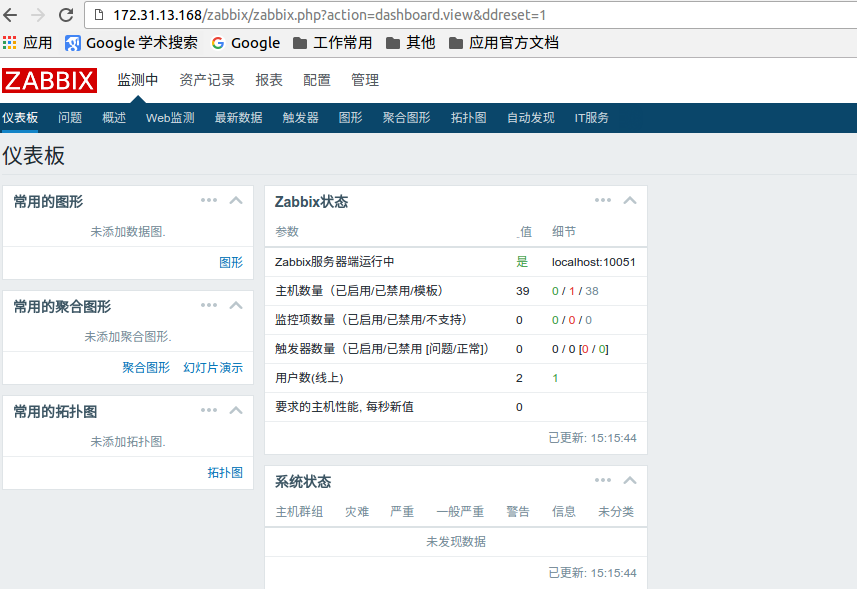 172.31.13.168/zabbix/zabbix.php?action=dashboard.view&ddreset=1
应用 Google 学术搜索 Google 工作常用 其他 应用官方文档
ZABBIX 监测中 资产记录 报表 配置 管理
仪表板 问题 概述 Web监测 最新数据 触发器 图形 聚合图形 拓扑图 自动发现 IT服务
仪表板
常用的图形
未添加数据图.
图形
常用的聚合图形
未添加聚合图形.
聚合图形 幻灯片演示
常用的拓扑图
未添加拓扑图.
拓扑图
Zabbix状态
参数 值 细节
Zabbix服务器端运行中 是 localhost:10051
主机数量（已启用/已禁用/模板） 39 0 / 1 / 38
监控项数量（已启用/已禁用/不支持） 0 0 / 0 / 0
触发器数量（已启用/已禁用 [问题/正常]） 0 0 / 0 [0 / 0]
用户数(线上) 2 1
要求的主机性能, 每秒新值 0
已更新: 15:15:44
系统状态
主机群组 灾难 严重 一般严重 警告 信息 未分类
未发现数据
已更新: 15:15:44